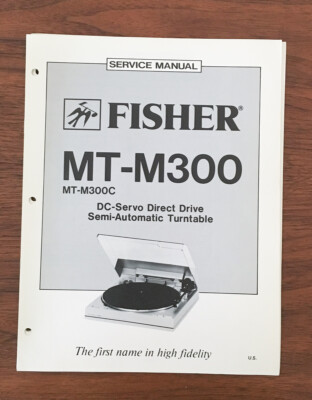 SERVICE MANUAL
FISHER®
MT-M300
MT-M300C
DC-Servo Direct Drive
Semi-Automatic Turntable
The first name in high fidelity
U.S.